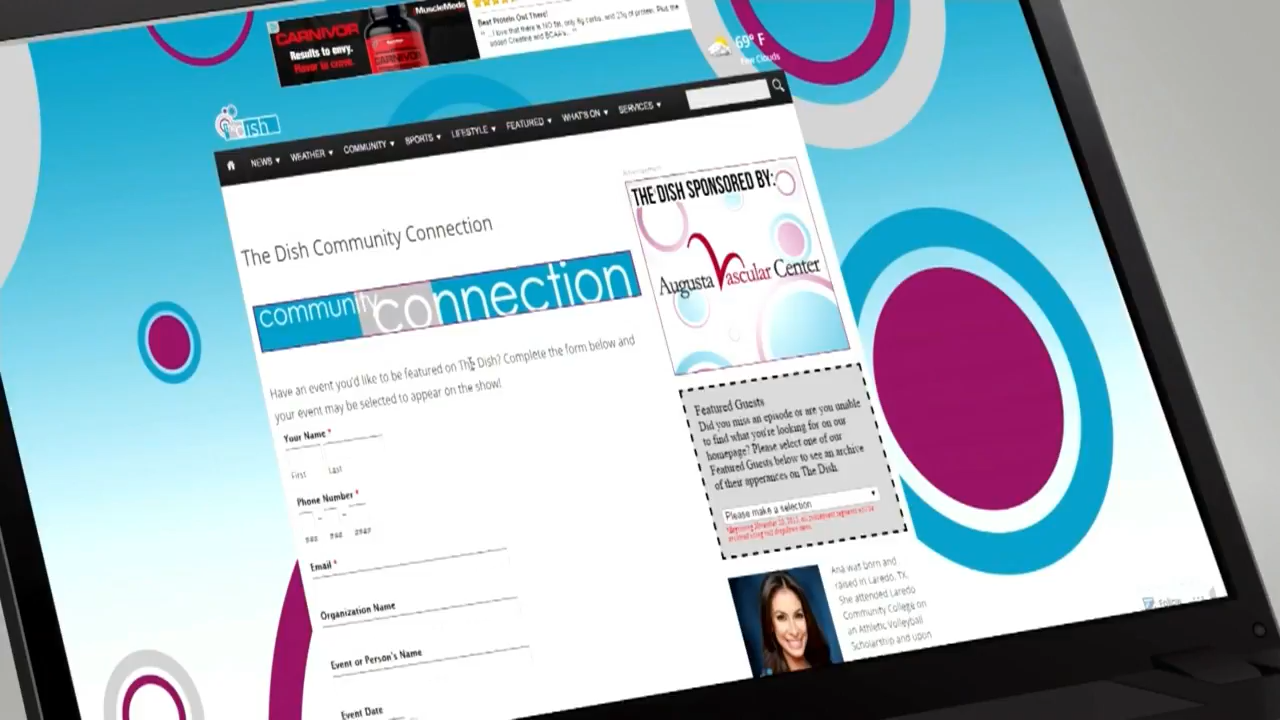 MuscleMeds
CARNIVOR
Results to envy.
Best Protein Out There!
69° F
Few Clouds
dish
NEWS
WEATHER
COMMUNITY
SPORTS
LIFESTYLE
FEATURED
WHAT'S ON
SERVICES
The Dish Community Connection
community connection
Have an event you'd like to be featured on The Dish? Complete the form below and
your event may be selected to appear on the show!
Your Name *
First Last
Phone Number *
Email *
Organization Name
Event or Person's Name
Event Date
THE DISH SPONSORED BY:
Augusta Vascular Center
Featured Guests
Did you miss an episode or are you unable
to find what you're looking for on our
homepage? Please select one of our
Featured Guests below to see an archive
of their apperances on The Dish.
Please make a selection
Ana was born and
raised in Laredo, TX.
She attended Laredo
Community College on
an Athletic Volleyball
Scholarship and upon
Follow